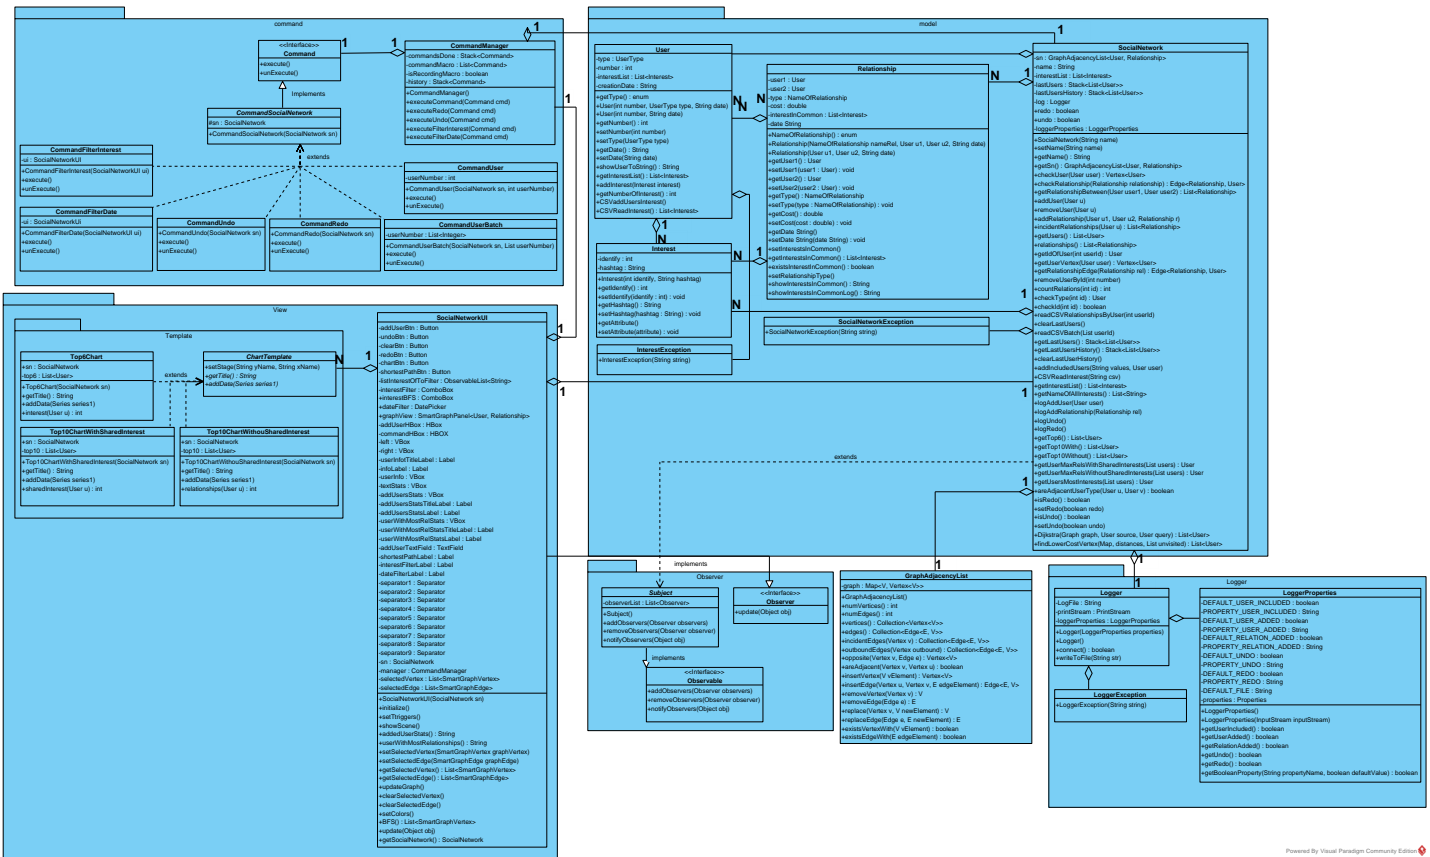 command
<<Interface>>
Command
+execute()
+unExecute()
1
1
Implements
CommandManager
-commandsDone : Stack<Command>
-commandMacro : List<Command>
-isRecordingMacro : boolean
-history : Stack<Command>
+CommandManager()
+executeCommand(Command cmd)
+executeRedo(Command cmd)
+executeUndo(Command cmd)
+executeFilterInterest(Command cmd)
+executeFilterDate(Command cmd)
1
1
CommandSocialNetwork
#sn : SocialNetwork
+CommandSocialNetwork(SocialNetwork sn)
extends
CommandFilterInterest
-ui : SocialNetworkUI
+CommandFilterInterest(SocialNetworkUI ui)
+execute()
+unExecute()
CommandUser
-userNumber : int
+CommandUser(SocialNetwork sn, int userNumber)
+execute()
+unExecute()
CommandFilterDate
-ui : SocialNetworkUi
+CommandFilterDate(SocialNetworkUI ui)
+execute()
+unExecute()
CommandUndo
+CommandUndo(SocialNetwork sn)
+execute()
+unExecute()
CommandRedo
+CommandRedo(SocialNetwork sn)
+execute()
+unExecute()
CommandUserBatch
-userNumber : List<Integer>
+CommandUserBatch(SocialNetwork sn, List userNumber)
+execute()
+unExecute()
model
1
User
-type : UserType
-number : int
-interestList : List<Interest>
-creationDate : String
+getType() : enum
+User(int number, UserType type, String date)
+User(int number, String date)
+getNumber() : int
+setNumber(int number)
+setType(UserType type)
+getDate() : String
+setDate(String date)
+showUserToString() : String
+getInterestList() : List<Interest>
+addInterest(Interest interest)
+getNumberOfInterest() : int
+CSVaddUsersInterest()
+CSVReadInterest() : List<Interest>
N
N
N
1
N
Relationship
-user1 : User
-user2 : User
-type : NameOfRelationship
-cost : double
-interestInCommon : List<Interest>
-date String
+NameOfRelationship() : enum
+Relationship(NameOfRelationship nameRel, User u1, User u2, String date)
+Relationship(User u1, User u2, String date)
+getUser1() : User
+setUser1(user1 : User) : void
+getUser2() : User
+setUser2(user2 : User) : void
+getType() : NameOfRelationship
+setType(type : NameOfRelationship) : void
+getCost() : double
+setCost(cost : double) : void
+getDate() String
+setDate String(date String) : void
+setInterestsInCommon()
+getInterestsInCommon() : List<Interest>
+existsInterestInCommon() : boolean
+setRelationshipType()
+showInterestsInCommon() : String
+showInterestsInCommonLog() : String
N
1
Interest
-identify : int
-hashtag : String
+Interest(int identify, String hashtag)
+getIdentify() : int
+setIdentify(identify : int) : void
+getHashtag() : String
+setHashtag(hashtag : String) : void
+getAttribute()
+setAttribute(attribute) : void
N
1
N
1
InterestException
+InterestException(String string)
SocialNetworkException
+SocialNetworkException(String string)
SocialNetwork
-sn : GraphAdjacencyList<User, Relationship>
-name : String
-interestList : List<Interest>
-lastUsers : Stack<List<User>>
-lastUsersHistory : Stack<List<User>>
-log : Logger
-redo : boolean
-undo : boolean
-loggerProperties : LoggerProperties
+SocialNetwork(String name)
+setName(String name)
+getName() : String
+getSn() : GraphAdjacencyList<User, Relationship>
+checkUser(User user) : Vertex<User>
+checkRelationship(Relationship relationship) : Edge<Relationship, User>
+getRelationshipBetween(User user1, User user2) : List<Relationship>
+addUser(User u)
+removeUser(User u)
+addRelationship(User u1, User u2, Relationship r)
+incidentRelationships(User u) : List<Relationship>
+getUsers() : List<User>
+relationships() : List<Relationship>
+getIdOfUser(int userId) : User
+getUserVertex(User user) : Vertex<User>
+getRelationshipEdge(Relationship rel) : Edge<Relationship, User>
+removeUserById(int number)
+countRelations(int id) : int
+checkType(int id) : User
+checkId(int id) : boolean
+readCSVRelationshipsByUser(int userId)
+clearLastUsers()
+readCSVBatch(List userId)
+getLastUsers() : Stack<List<User>>
+getLastUsersHistory() : Stack<List<User>>
+clearLastUserHistory()
+addIncludedUsers(String values, User user)
+CSVReadInterest(String csv)
+getInterestList() : List<Interest>
+getNameOfAllInterests() : List<String>
+logAddUser(User user)
+logAddRelationship(Relationship rel)
+logUndo()
+logRedo()
+getTop6() : List<User>
+getTop10With() : List<User>
+getTop10Without() : List<User>
+getUserMaxRelsWithSharedInterests(List users) : User
+getUserMaxRelsWithoutSharedInterests(List users) : User
+getUsersMostInterests(List users) : User
+areAdjacentUserType(User u, User v) : boolean
+isRedo() : boolean
+setRedo(boolean redo)
+isUndo() : boolean
+setUndo(boolean undo)
+Dijkstra(Graph graph, User source, User query) : List<User>
+findLowerCostVertex(Map, distances, List unvisited) : List<User>
1
1
extends
1
1
1
View
Template
Top6Chart
+sn : SocialNetwork
-top6 : List<User>
+Top6Chart(SocialNetwork sn)
+getTitle() : String
+addData(Series series1)
+interest(User u) : int
extends
ChartTemplate
+setStage(String yName, String xName)
+getTitle() : String
+addDate(Series series1)
N
1
Top10ChartWithSharedInterest
+sn : SocialNetwork
-top10 : List<User>
+Top10ChartWithSharedInterest(SocialNetwork sn)
+getTitle() : String
+addData(Series series1)
+sharedInterest(User u) : int
Top10ChartWithouSharedInterest
+sn : SocialNetwork
-top10 : List<User>
+Top10ChartWithouSharedInterest(SocialNetwork sn)
+getTitle() : String
+addData(Series series1)
+relationships(User u) : int
SocialNetworkUI
-addUserBtn : Button
-undoBtn : Button
-clearBtn : Button
-redoBtn : Button
-chartBtn : Button
-shortestPathBtn : Button
-listInterestOfToFilter : ObservableList<String>
-interestFilter : ComboBox
-interestBFS : ComboBox
+dateFilter : DatePicker
+graphView : SmartGraphPanel<User, Relationship>
-addUserHBox : HBox
-commandHBox : HBOX
-left : VBox
-right : VBox
-userInfotTitleLabel : Label
-infoLabel : Label
-userInfo : VBox
-textStats : VBox
-addUsersStats : VBox
-addUsersStatsTitleLabel : Label
-addUsersStatsLabel : Label
-userWithMostRelStats : VBox
-userWithMostRelStatsTitleLabel : Label
-userWithMostRelStatsLabel : Label
-addUserTextField : TextField
-shortestPathLabel : Label
-interestFilterLabel : Label
-dateFilterLabel : Label
-separator1 : Separator
-separator2 : Separator
-separator3 : Separator
-separator4 : Separator
-separator5 : Separator
-separator6 : Separator
-separator7 : Separator
-separator8 : Separator
-separator9 : Separator
-sn : SocialNetwork
-manager : CommandManager
-selectedVertex : List<SmartGraphVertex>
-selectedEdge : List<SmartGraphEdge>
+SocialNetworkUI(SocialNetwork sn)
+initialize()
+setTtriggers()
+showScene()
+addedUserStats() : String
+userWithMostRelationships() : String
+setSelectedVertex(SmartGraphVertex graphVertex)
+setSelectedEdge(SmartGraphEdge graphEdge)
+getSelectedVertex() : List<SmartGraphVertex>
+getSelectedEdge() : List<SmartGraphEdge>
+updateGraph()
+clearSelectedVertex()
+clearSelectedEdge()
+setColors()
+BFS() : List<SmartGraphVertex>
+update(Object obj)
+getSocialNetwork() : SocialNetwork
1
1
implements
Observer
Subject
-observerList : List<Observer>
+Subject()
+addObservers(Observer observers)
+removeObservers(Observer observer)
+notifyObservers(Object obj)
<<Interface>>
Observer
+update(Object obj)
implements
<<Interface>>
Observable
+addObservers(Observer observers)
+removeObservers(Observer observer)
+notifyObservers(Object obj)
GraphAdjacencyList
-graph : Map<V, Vertex<V>>
+GraphAdjacencyList()
+numVertices() : int
+numEdges() : int
+vertices() : Collection<Vertex<V>>
+edges() : Collection<Edge<E, V>>
+incidentEdges(Vertex v) : Collection<Edge<E, V>>
+outboundEdges(Vertex outbound) : Collection<Edge<E, V>>
+opposite(Vertex v, Edge e) : Vertex<V>
+areAdjacent(Vertex v, Vertex u) : boolean
+insertVertex(V vElement) : Vertex<V>
+insertEdge(Vertex u, Vertex v, E edgeElement) : Edge<E, V>
+removeVertex(Vertex v) : V
+removeEdge(Edge e) : E
+replace(Vertex v, V newElement) : V
+replaceEdge(Edge e, E newElement) : E
+existsVertexWith(V vElement) : boolean
+existsEdgeWith(E edgeElement) : boolean
Logger
1
Logger
-LogFile : String
-printStream : PrintStream
-loggerProperties : LoggerProperties
+Logger(LoggerProperties properties)
+Logger()
+connect() : boolean
+writeToFile(String str)
LoggerException
+LoggerException(String string)
LoggerProperties
-DEFAULT_USER_INCLUDED : boolean
-PROPERTY_USER_INCLUDED : String
-DEFAULT_USER_ADDED : boolean
-PROPERTY_USER_ADDED : String
-DEFAULT_RELATION_ADDED : boolean
-PROPERTY_RELATION_ADDED : String
-DEFAULT_UNDO : boolean
-PROPERTY_UNDO : String
-DEFAULT_REDO : boolean
-PROPERTY_REDO : String
-DEFAULT_FILE : String
-properties : Properties
+LoggerProperties()
+LoggerProperties(InputStream inputStream)
+getUserIncluded() : boolean
+getUserAdded() : boolean
+getRelationAdded() : boolean
+getUndo() : boolean
+getRedo() : boolean
+getBooleanProperty(String propertyName, boolean defaultValue) : boolean
Powered By Visual Paradigm Community Edition